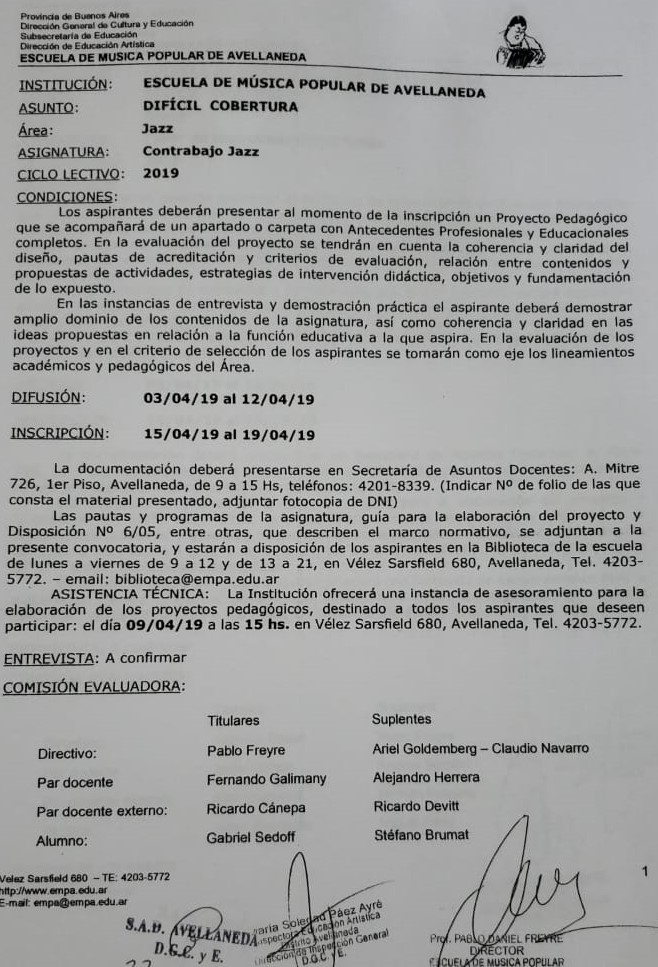 Provincia de Buenos Aires
Dirección General de Cultura y Educación
Subsecretaría de Educación
Dirección de Educación Artística
ESCUELA DE MUSICA POPULAR DE AVELLANEDA
INSTITUCIÓN: ESCUELA DE MÚSICA POPULAR DE AVELLANEDA
ASUNTO: DIFÍCIL COBERTURA
Área: Jazz
ASIGNATURA: Contrabajo Jazz
CICLO LECTIVO: 2019
CONDICIONES:
Los aspirantes deberán presentar al momento de la inscripción un Proyecto Pedagógico
que se acompañará de un apartado o carpeta con Antecedentes Profesionales y Educacionales
completos. En la evaluación del proyecto se tendrán en cuenta la coherencia y claridad del
diseño, pautas de acreditación y criterios de evaluación, relación entre contenidos y
propuestas de actividades, estrategias de intervención didáctica, objetivos y fundamentación
de lo expuesto.
En las instancias de entrevista y demostración práctica el aspirante deberá demostrar
amplio dominio de los contenidos de la asignatura, así como coherencia y claridad en las
ideas propuestas en relación a la función educativa a la que aspira. En la evaluación de los
proyectos y en el criterio de selección de los aspirantes se tomarán como eje los lineamientos
académicos y pedagógicos del Área.
DIFUSIÓN: 03/04/19 al 12/04/19
INSCRIPCIÓN: 15/04/19 al 19/04/19
La documentación deberá presentarse en Secretaría de Asuntos Docentes: A. Mitre
726, 1er Piso, Avellaneda, de 9 a 15 Hs, teléfonos: 4201-8339. (Indicar Nº de folio de las que
consta el material presentado, adjuntar fotocopia de DNI)
Las pautas y programas de la asignatura, guía para la elaboración del proyecto y
Disposición Nº 6/05, entre otras, que describen el marco normativo, se adjuntan a la
presente convocatoria, y estarán a disposición de los aspirantes en la Biblioteca de la escuela
de lunes a viernes de 9 a 12 y de 13 a 21, en Vélez Sarsfield 680, Avellaneda, Tel. 4203-
5772. – email: biblioteca@empa.edu.ar
ASISTENCIA TÉCNICA: La Institución ofrecerá una instancia de asesoramiento para la
elaboración de los proyectos pedagógicos, destinado a todos los aspirantes que deseen
participar: el día 09/04/19 a las 15 hs. en Vélez Sarsfield 680, Avellaneda, Tel. 4203-5772.
ENTREVISTA: A confirmar
COMISIÓN EVALUADORA:
Titulares Suplentes
Directivo: Pablo Freyre Ariel Goldemberg – Claudio Navarro
Par docente Fernando Galimany Alejandro Herrera
Par docente externo: Ricardo Cánepa Ricardo Devitt
Alumno: Gabriel Sedoff Stéfano Brumat
1
Velez Sarsfield 680 – TE: 4203-5772
http://www.empa.edu.ar
E-mail: empa@empa.edu.ar
S.A.D. AVELLANEDA
D.G.C. y E.
María Soledad Páez Ayré
Inspectora Educación Artística
Distrito Avellaneda
Dirección de Inspección General
D.G.C. y E.
Prof. PABLO DANIEL FREYRE
DIRECTOR
ESCUELA DE MUSICA POPULAR